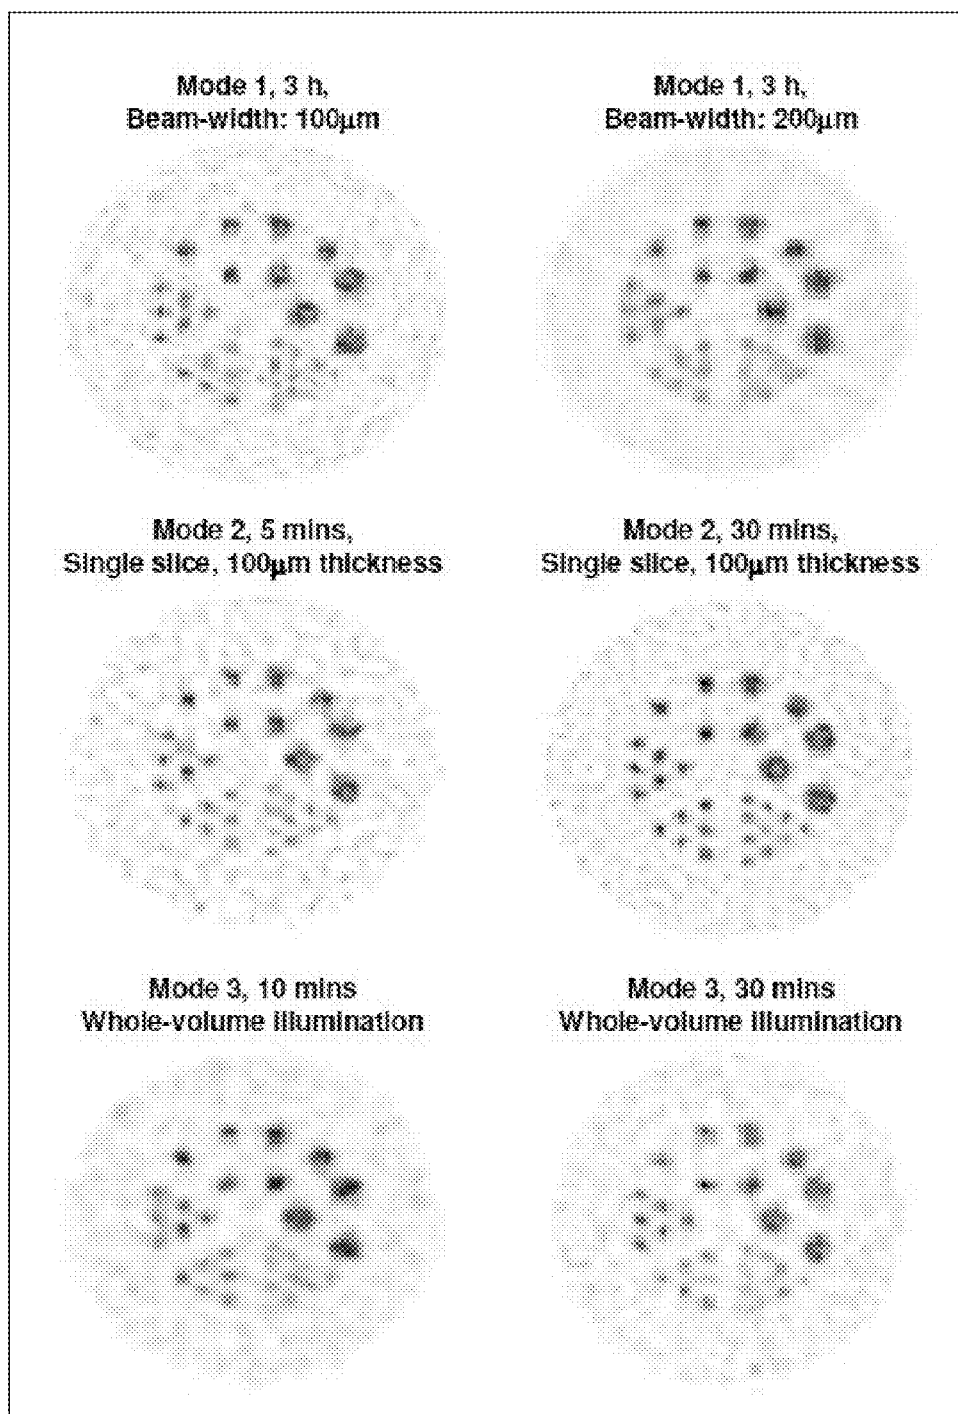 Mode 1, 3 h,
Beam-width: 100μm
Mode 1, 3 h,
Beam-width: 200μm
Mode 2, 5 mins,
Single slice, 100μm thickness
Mode 2, 30 mins,
Single slice, 100μm thickness
Mode 3, 10 mins
Whole-volume illumination
Mode 3, 30 mins
Whole-volume illumination